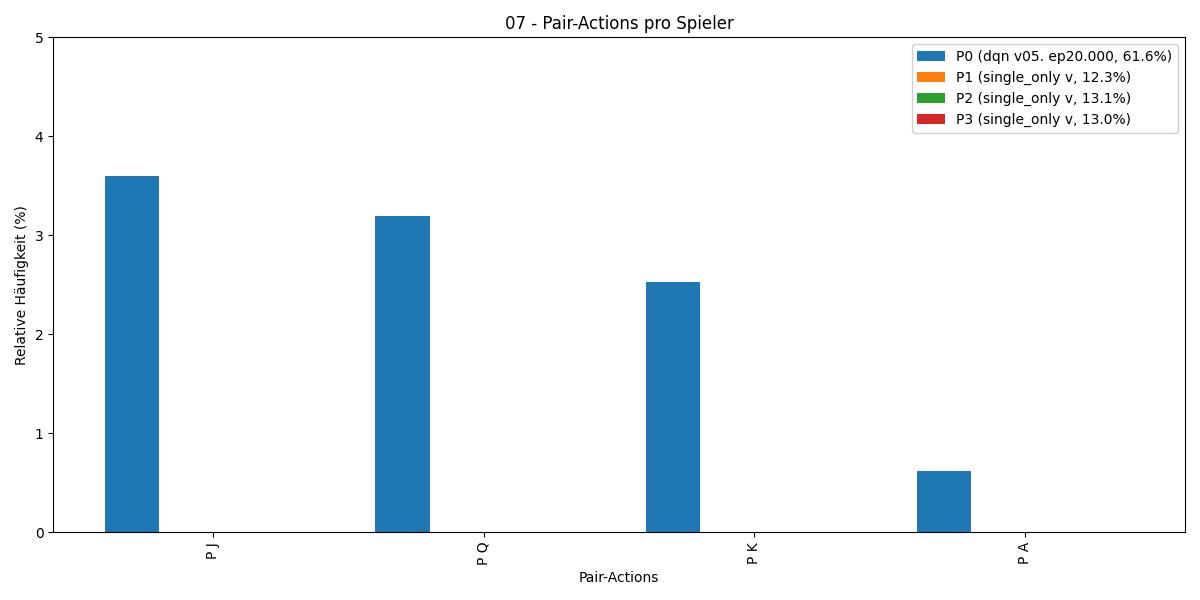 07 - Pair-Actions pro Spieler
P0 (dqn v05. ep20.000, 61.6%)
P1 (single_only v, 12.3%)
P2 (single_only v, 13.1%)
P3 (single_only v, 13.0%)
Relative Häufigkeit (%)
5
4
3
2
1
0
P J
P Q
P K
P A
Pair-Actions